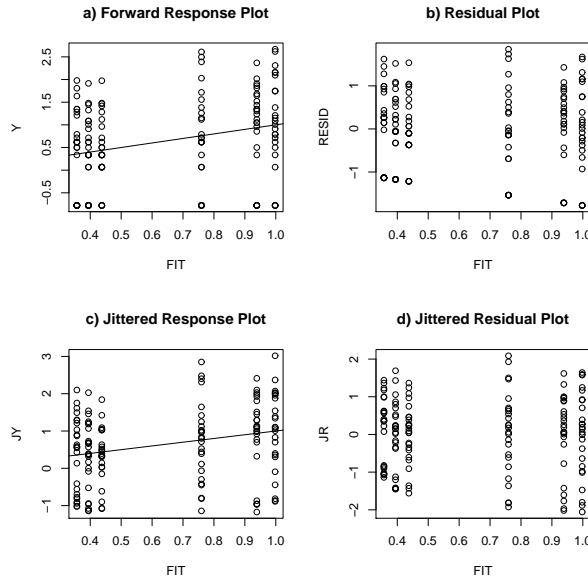 a) Forward Response Plot
Y
2.5
1.5
0.5
−0.5
0.4 0.5 0.6 0.7 0.8 0.9 1.0
FIT
b) Residual Plot
RESID
1
0
−1
0.4 0.5 0.6 0.7 0.8 0.9 1.0
FIT
c) Jittered Response Plot
JY
3
2
1
0
−1
0.4 0.5 0.6 0.7 0.8 0.9 1.0
FIT
d) Jittered Residual Plot
JR
2
1
0
−1
−2
0.4 0.5 0.6 0.7 0.8 0.9 1.0
FIT